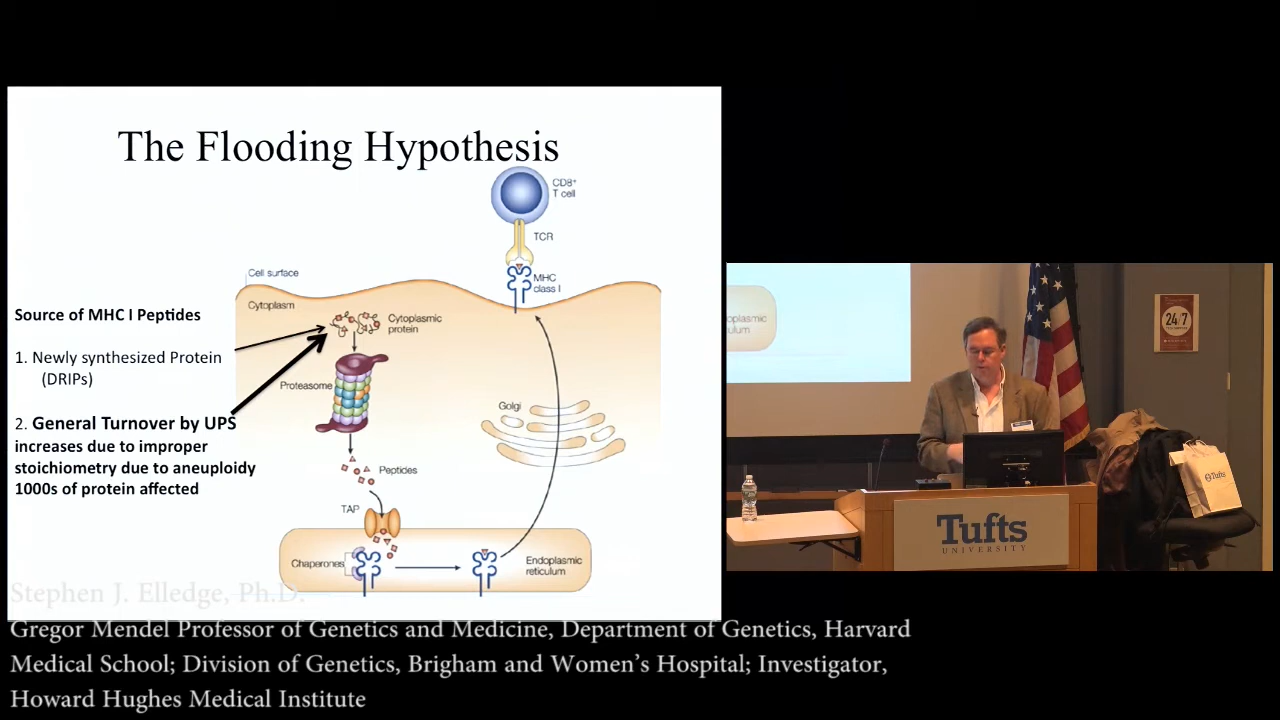 The Flooding Hypothesis
CD8+
T cell
TCR
MHC
class I
Cell surface
Cytoplasm
Cytoplasmic
protein
Source of MHC I Peptides
1. Newly synthesized Protein
(DRIPs)
2. General Turnover by UPS
increases due to improper
stoichiometry due to aneuploidy
1000s of protein affected
Proteasome
Golgi
Peptides
TAP
Chaperones
Endoplasmic
reticulum
oplasmic
ulum
24/7
Tufts
Tufts
UNIVERSITY
Stephen J. Elledge, Ph.D.
Gregor Mendel Professor of Genetics and Medicine, Department of Genetics, Harvard
Medical School; Division of Genetics, Brigham and Women's Hospital; Investigator,
Howard Hughes Medical Institute